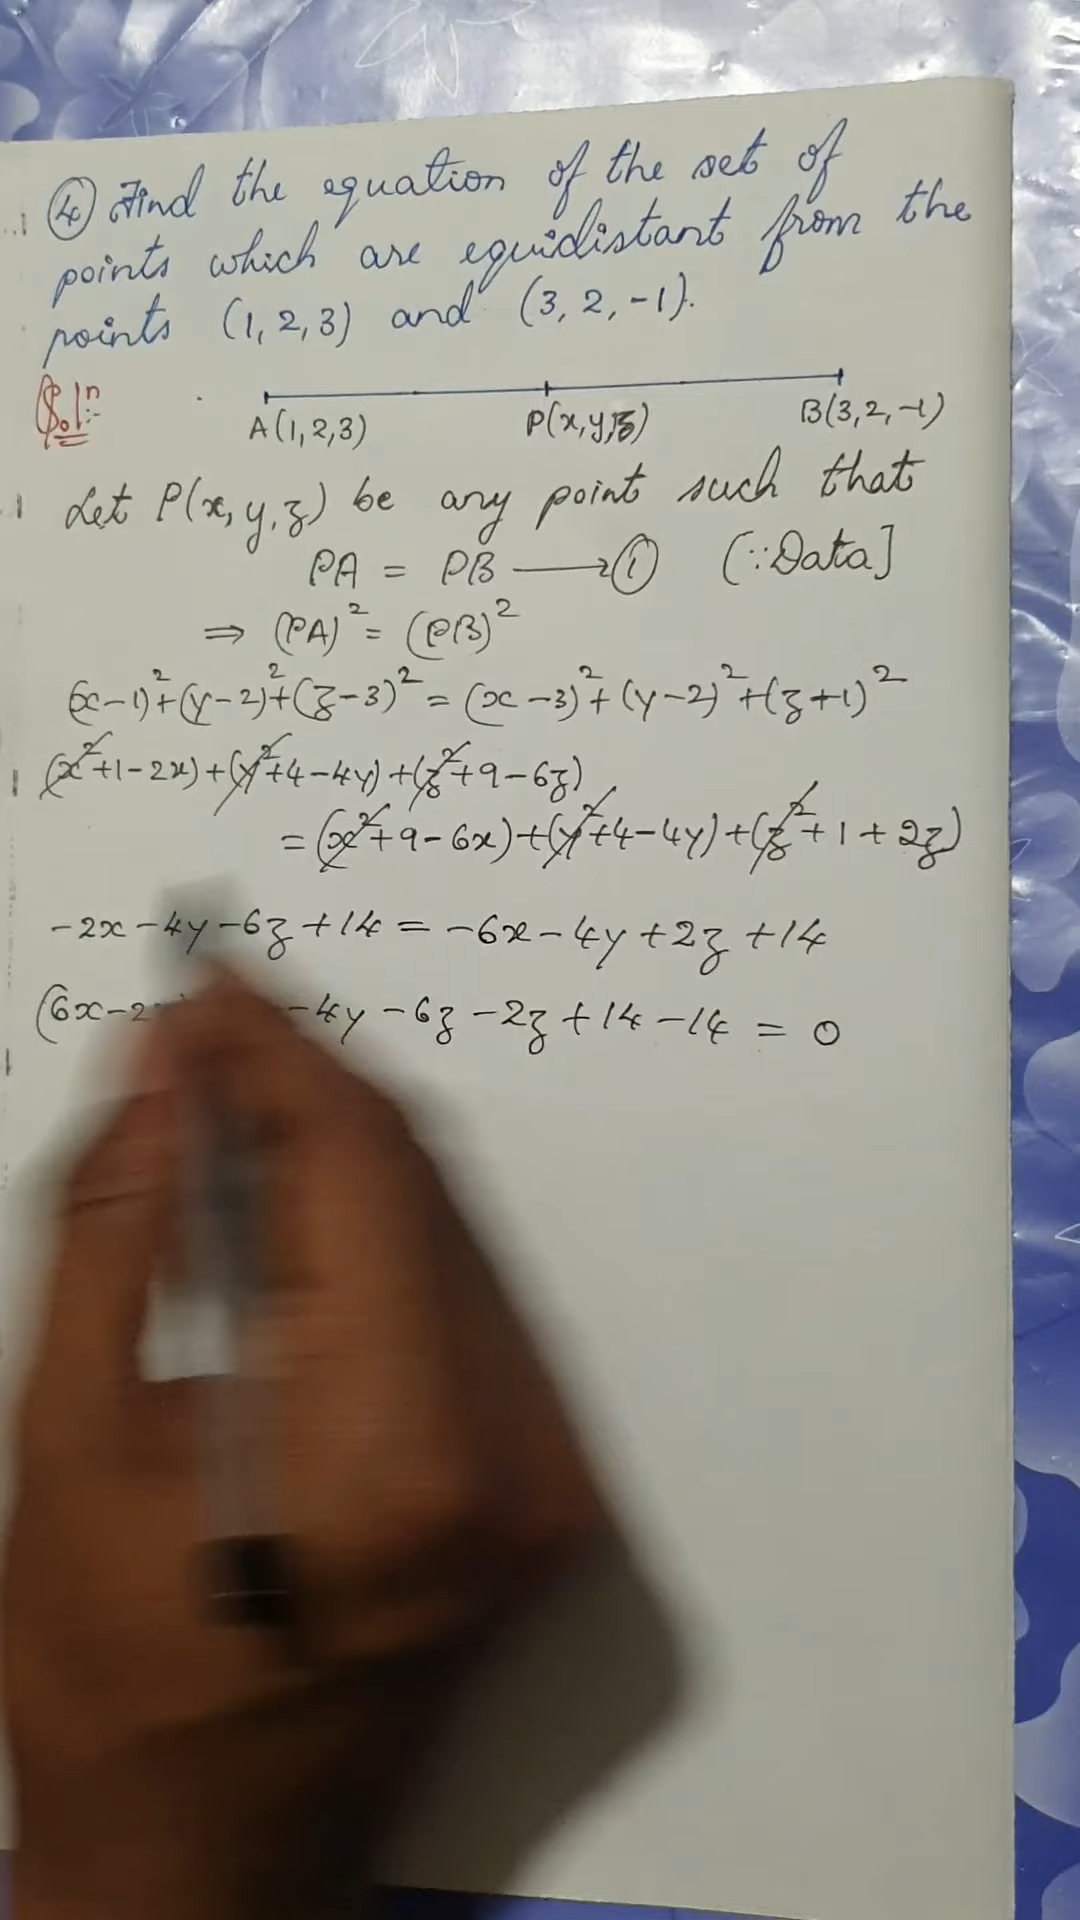 ④ Find the equation of the set of
points which are equidistant from the
points (1, 2, 3) and (3, 2, -1).
Solⁿ:-
A(1,2,3) P(x,y,z) B(3,2,-1)
Let P(x, y, z) be any point such that
PA = PB ⟶ ① (∵Data]
⇒ (PA)² = (PB)²
(x-1)²+(y-2)²+(z-3)² = (x-3)²+(y-2)²+(z+1)²
(x²+1-2x)+(y²+4-4y)+(z²+9-6z)
=(x²+9-6x)+(y²+4-4y)+(z²+1+2z)
-2x-4y-6z+14 = -6x-4y+2z+14
(6x-2 -4y-6z-2z+14-14 = 0